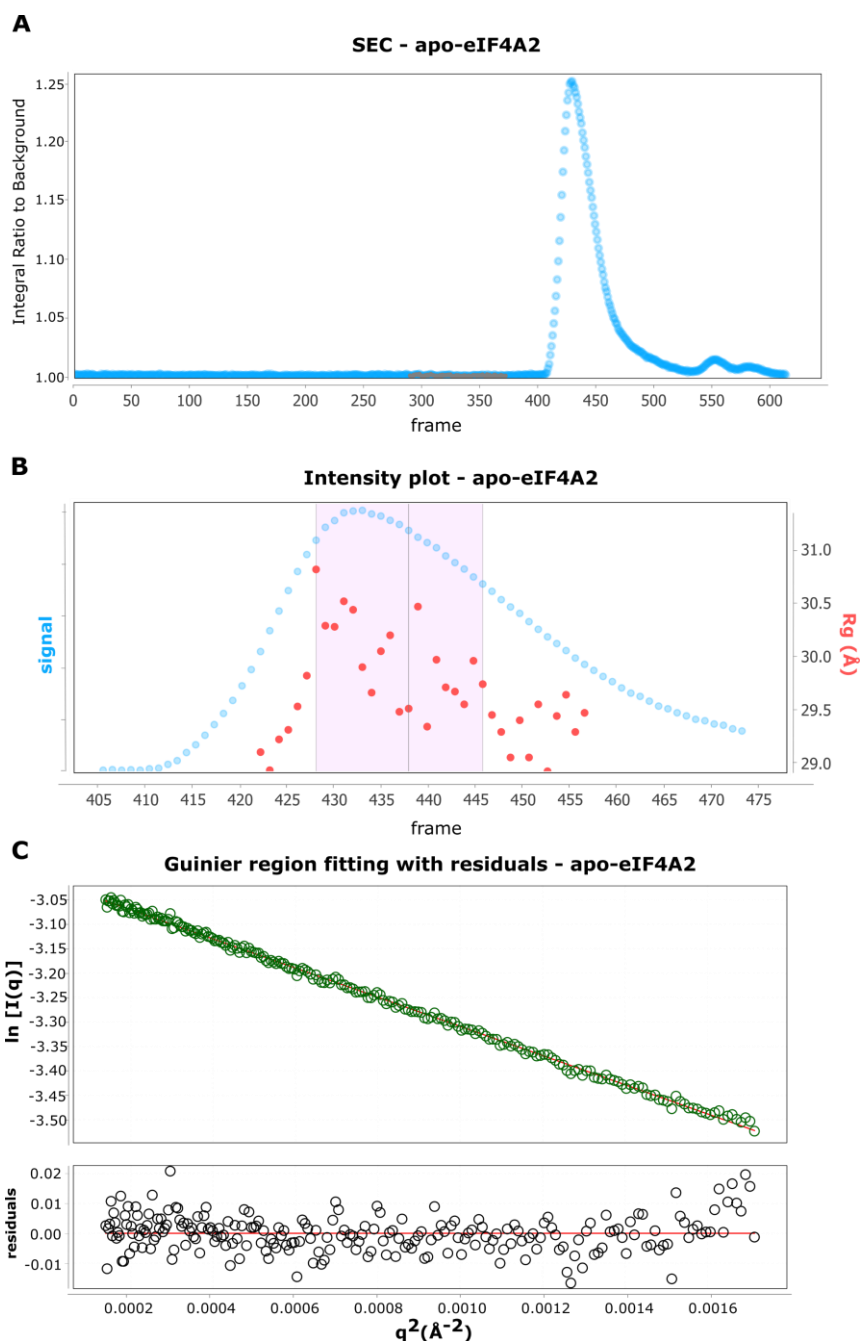 A
SEC - apo-eIF4A2
Integral Ratio to Background
1.25
1.20
1.15
1.10
1.05
1.00
0 50 100 150 200 250 300 350 400 450 500 550 600
frame
B
Intensity plot - apo-eIF4A2
signal
31.0
30.5
30.0
29.5
29.0
Rg (Å)
405 410 415 420 425 430 435 440 445 450 455 460 465 470 475
frame
C
Guinier region fitting with residuals - apo-eIF4A2
ln [I(q)]
-3.05
-3.10
-3.15
-3.20
-3.25
-3.30
-3.35
-3.40
-3.45
-3.50
residuals
0.02
0.01
0.00
-0.01
0.0002 0.0004 0.0006 0.0008 0.0010 0.0012 0.0014 0.0016
q²(Å⁻²)